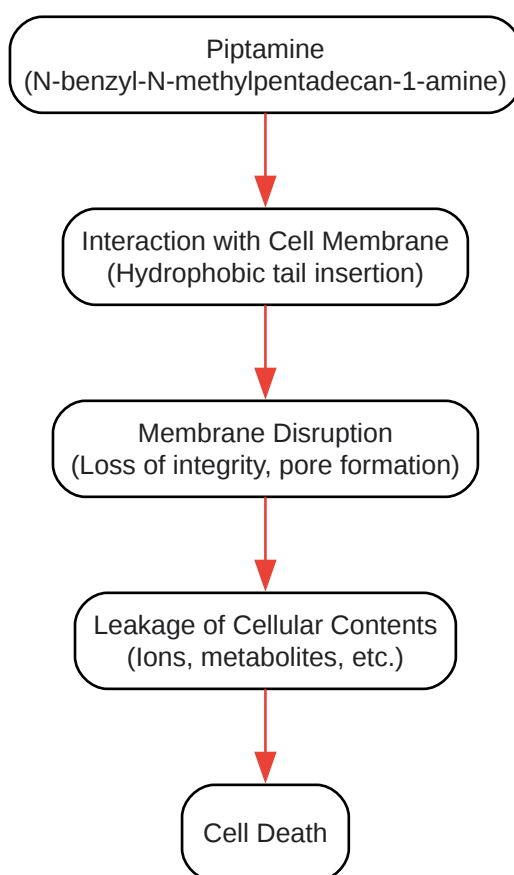 Piptamine
(N-benzyl-N-methylpentadecan-1-amine)
Interaction with Cell Membrane
(Hydrophobic tail insertion)
Membrane Disruption
(Loss of integrity, pore formation)
Leakage of Cellular Contents
(Ions, metabolites, etc.)
Cell Death